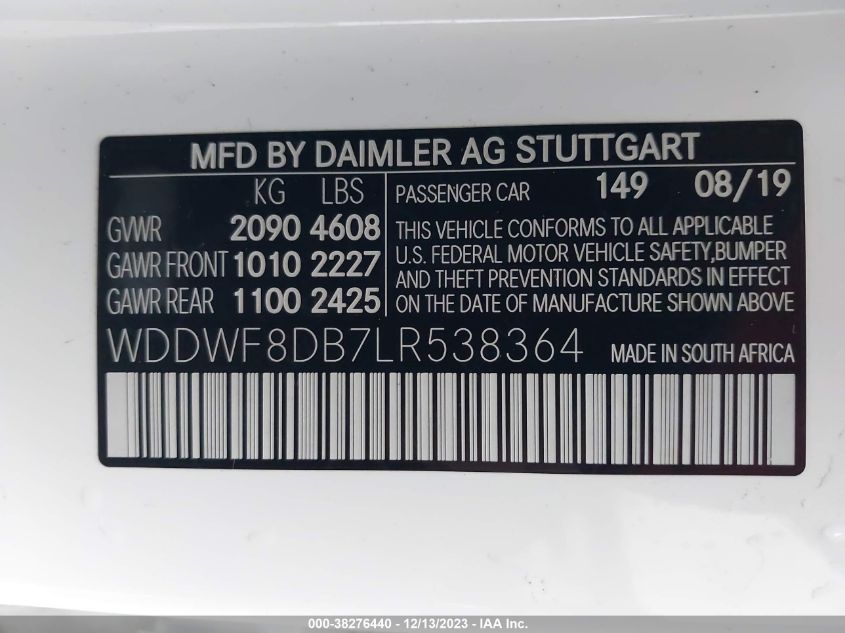 MFD BY DAIMLER AG STUTTGART
KG LBS
GVWR 2090 4608
GAWR FRONT 1010 2227
GAWR REAR 1100 2425
PASSENGER CAR 149 08/19
THIS VEHICLE CONFORMS TO ALL APPLICABLE
U.S. FEDERAL MOTOR VEHICLE SAFETY,BUMPER
AND THEFT PREVENTION STANDARDS IN EFFECT
ON THE DATE OF MANUFACTURE SHOWN ABOVE
WDDWF8DB7LR538364 MADE IN SOUTH AFRICA
000-38276440 - 12/13/2023 - IAA Inc.